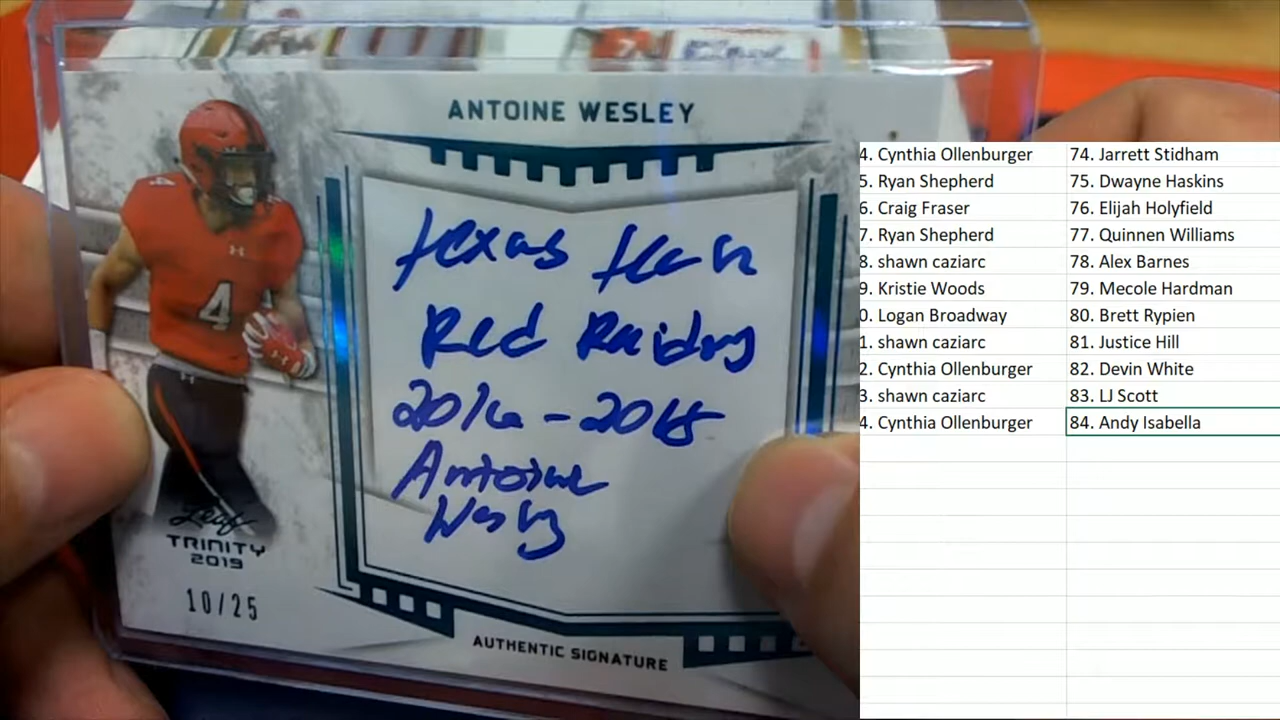 ANTOINE WESLEY
texas tech
Red Raiders
2016-2018
Antoine
Wesley
4
4
Leaf
TRINITY
2019
10/25
AUTHENTIC SIGNATURE
4. Cynthia Ollenburger 74. Jarrett Stidham
5. Ryan Shepherd 75. Dwayne Haskins
6. Craig Fraser 76. Elijah Holyfield
7. Ryan Shepherd 77. Quinnen Williams
8. shawn caziarc 78. Alex Barnes
9. Kristie Woods 79. Mecole Hardman
0. Logan Broadway 80. Brett Rypien
1. shawn caziarc 81. Justice Hill
2. Cynthia Ollenburger 82. Devin White
3. shawn caziarc 83. LJ Scott
4. Cynthia Ollenburger 84. Andy Isabella